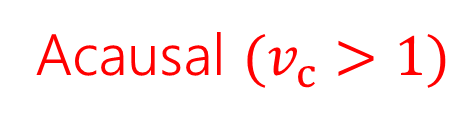 Acausal (v_c > 1)